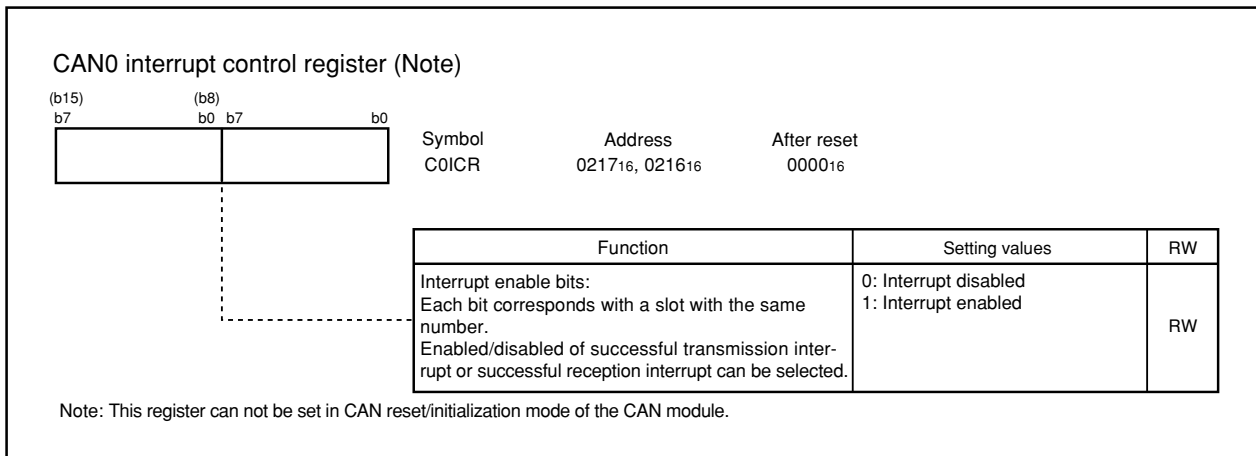 CAN0 interrupt control register (Note)
(b15) (b8)
b7 b0 b7 b0
Symbol Address After reset
C0ICR 021716, 021616 000016
Function Setting values RW
Interrupt enable bits: 0: Interrupt disabled
Each bit corresponds with a slot with the same 1: Interrupt enabled
number. RW
Enabled/disabled of successful transmission inter-
rupt or successful reception interrupt can be selected.
Note: This register can not be set in CAN reset/initialization mode of the CAN module.